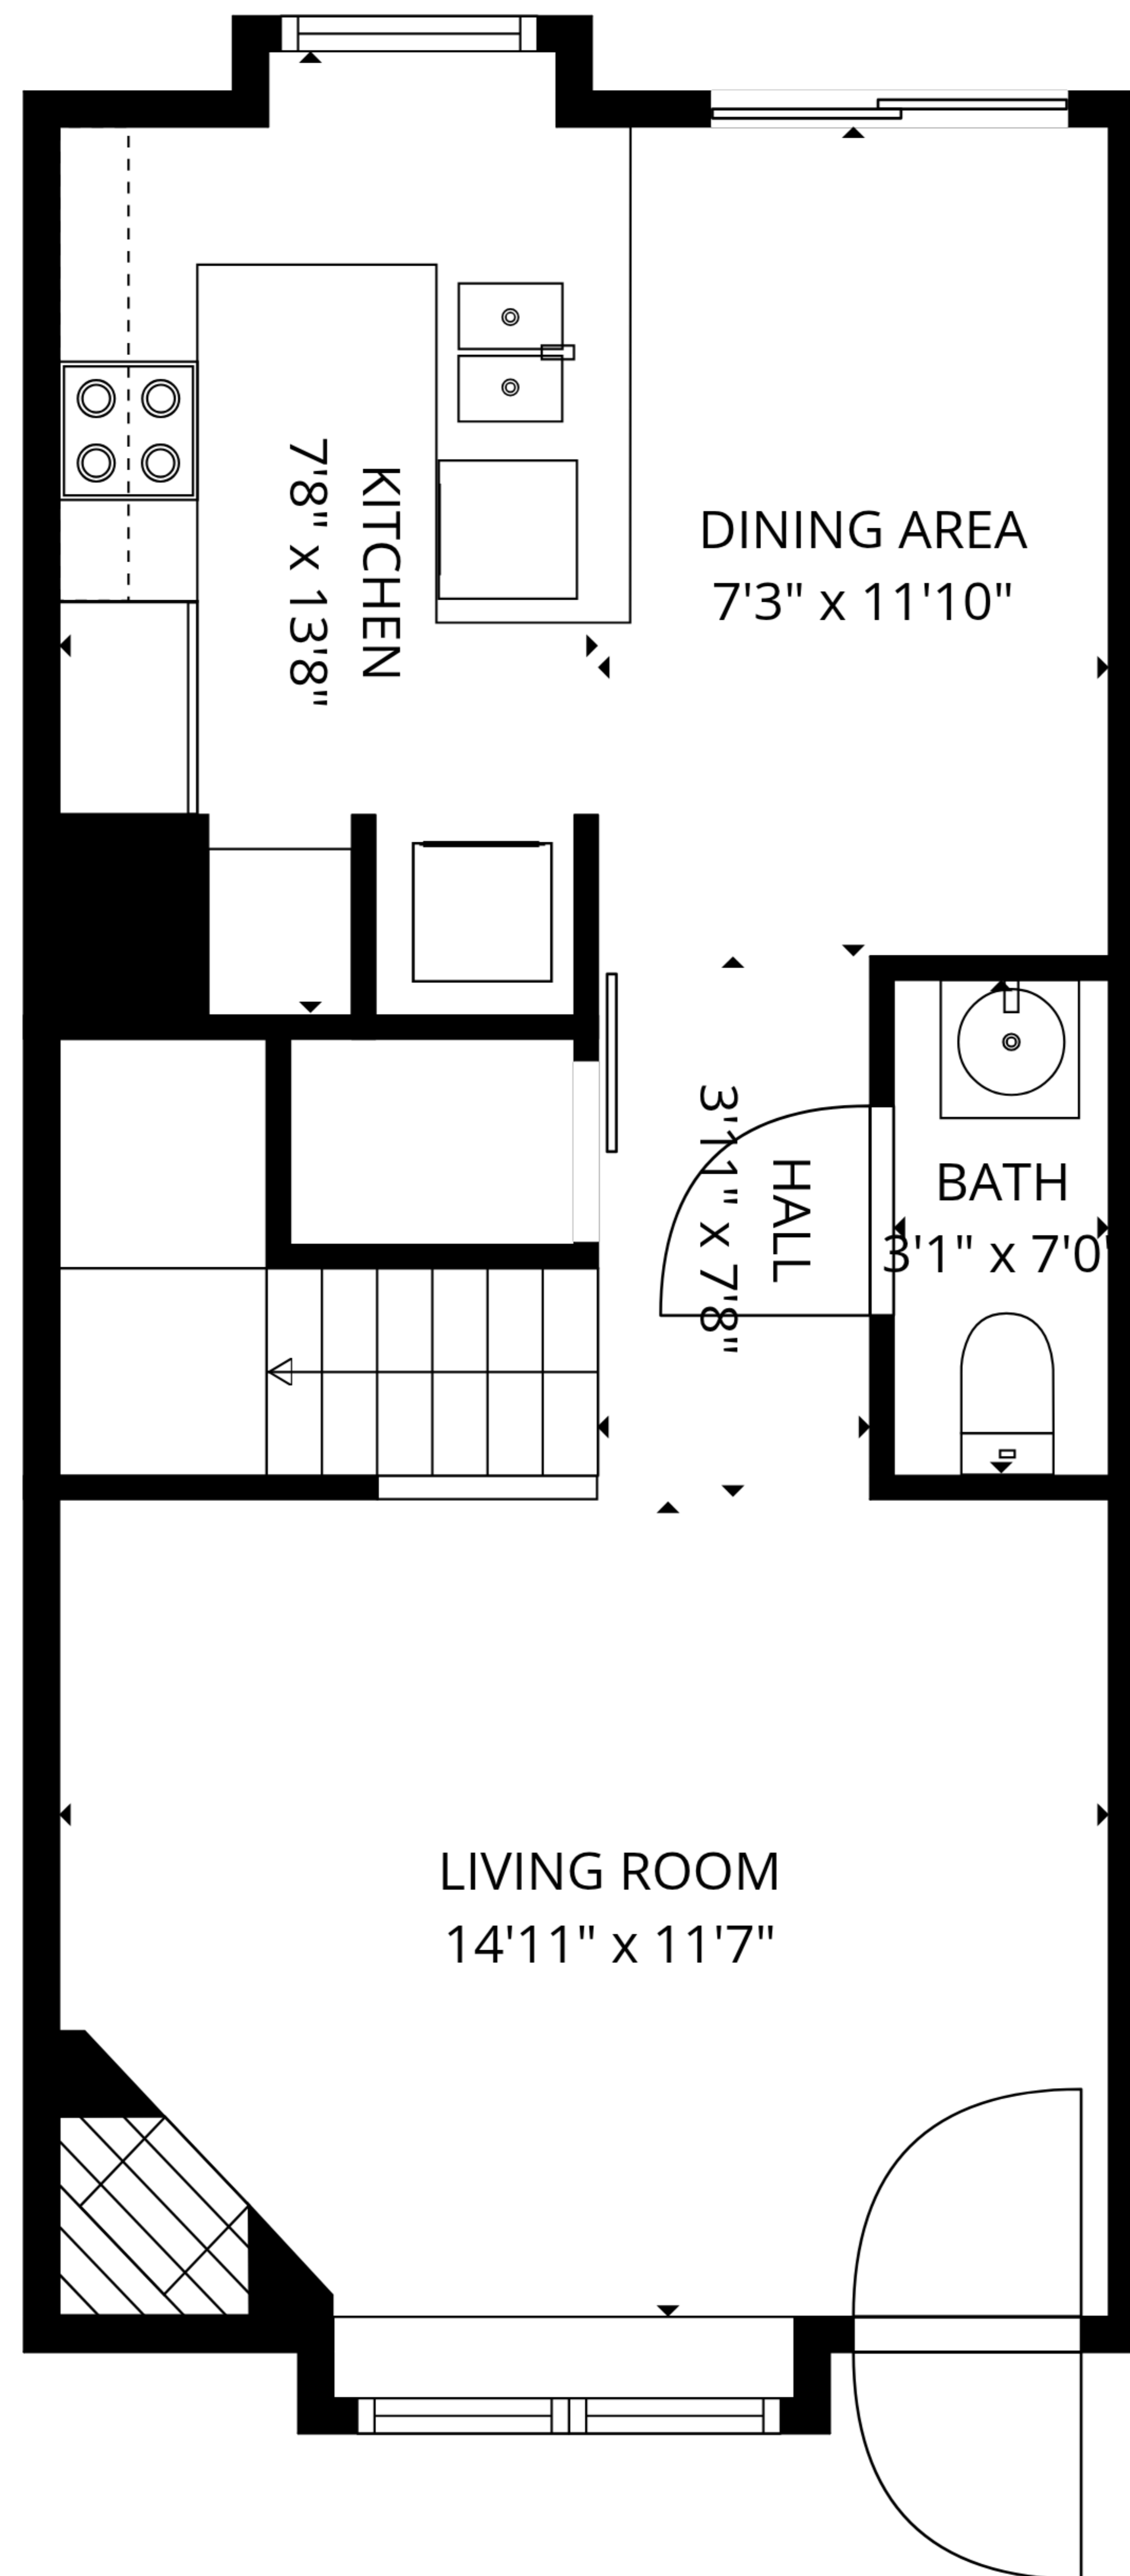 KITCHEN
7'8" x 13'8"
DINING AREA
7'3" x 11'10"
HALL
3'11" x 7'8"
BATH
3'1" x 7'0"
LIVING ROOM
14'11" x 11'7"